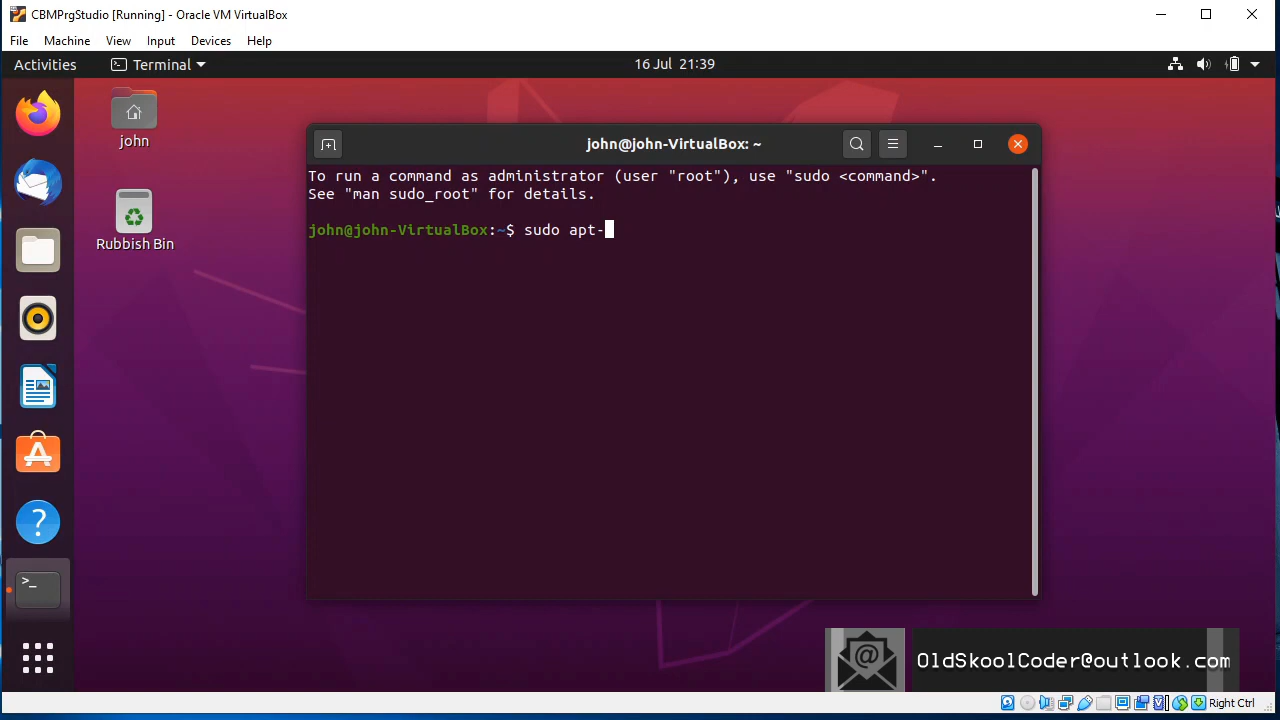 CBMPrgStudio [Running] - Oracle VM VirtualBox
File Machine View Input Devices Help
Activities Terminal 16 Jul 21:39
john
Rubbish Bin
john@john-VirtualBox: ~
To run a command as administrator (user "root"), use "sudo <command>".
See "man sudo_root" for details.
john@john-VirtualBox:~$ sudo apt-
OldSkoolCoder@outlook.com
Right Ctrl